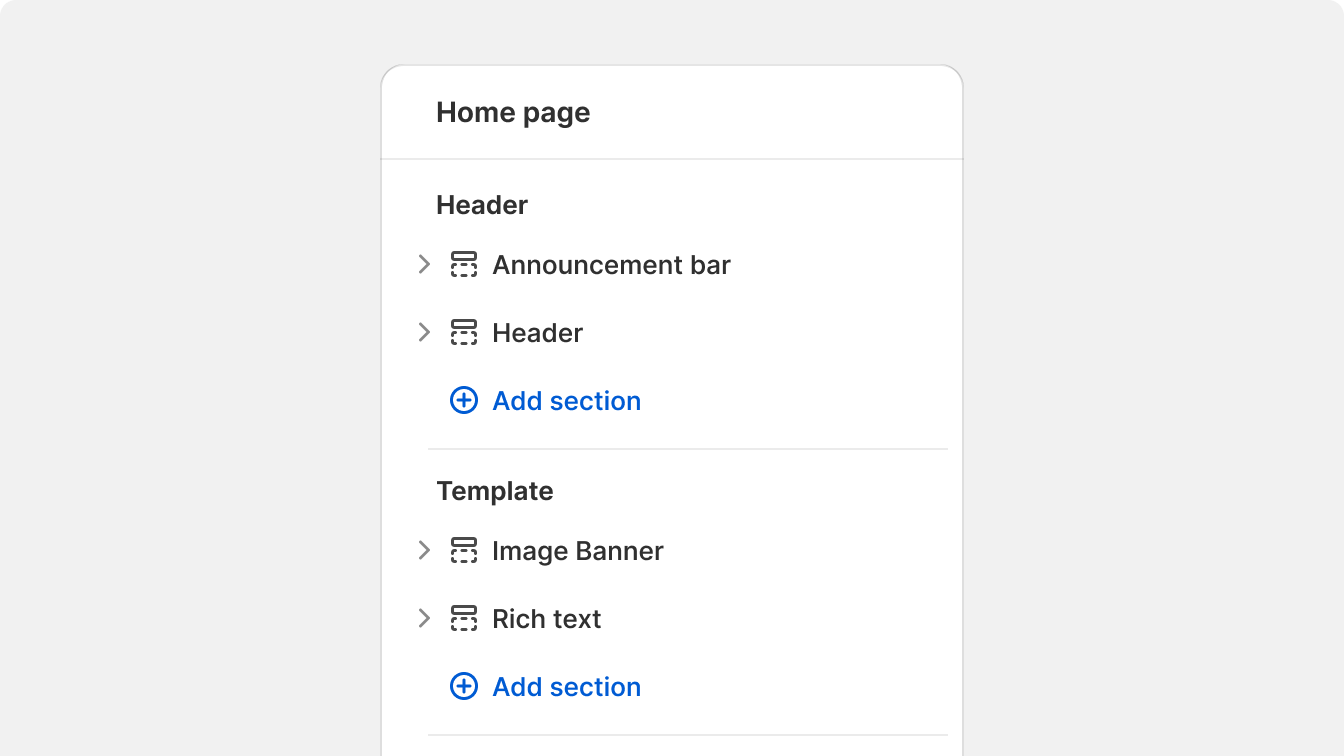 Home page
Header
Announcement bar
Header
Add section
Template
Image Banner
Rich text
Add section